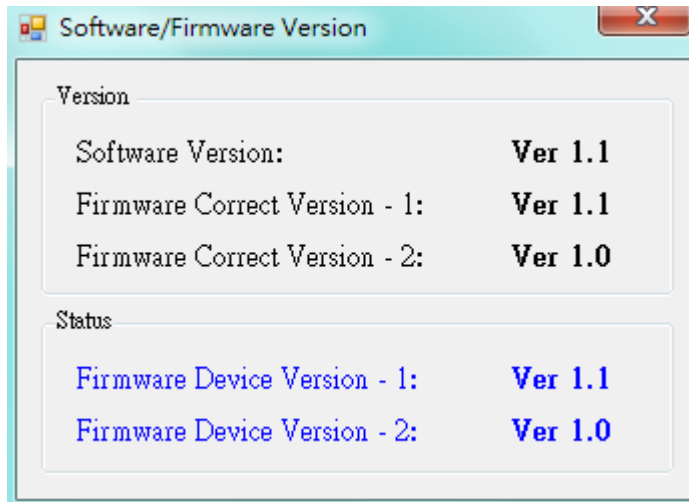 Software/Firmware Version
Version
Software Version: Ver 1.1
Firmware Correct Version - 1: Ver 1.1
Firmware Correct Version - 2: Ver 1.0
Status
Firmware Device Version - 1: Ver 1.1
Firmware Device Version - 2: Ver 1.0